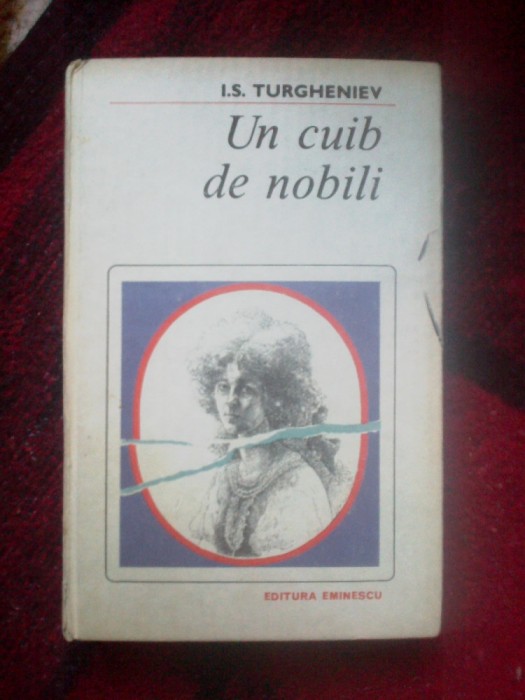 I.S. TURGHENIEV
Un cuib
de nobili
EDITURA EMINESCU